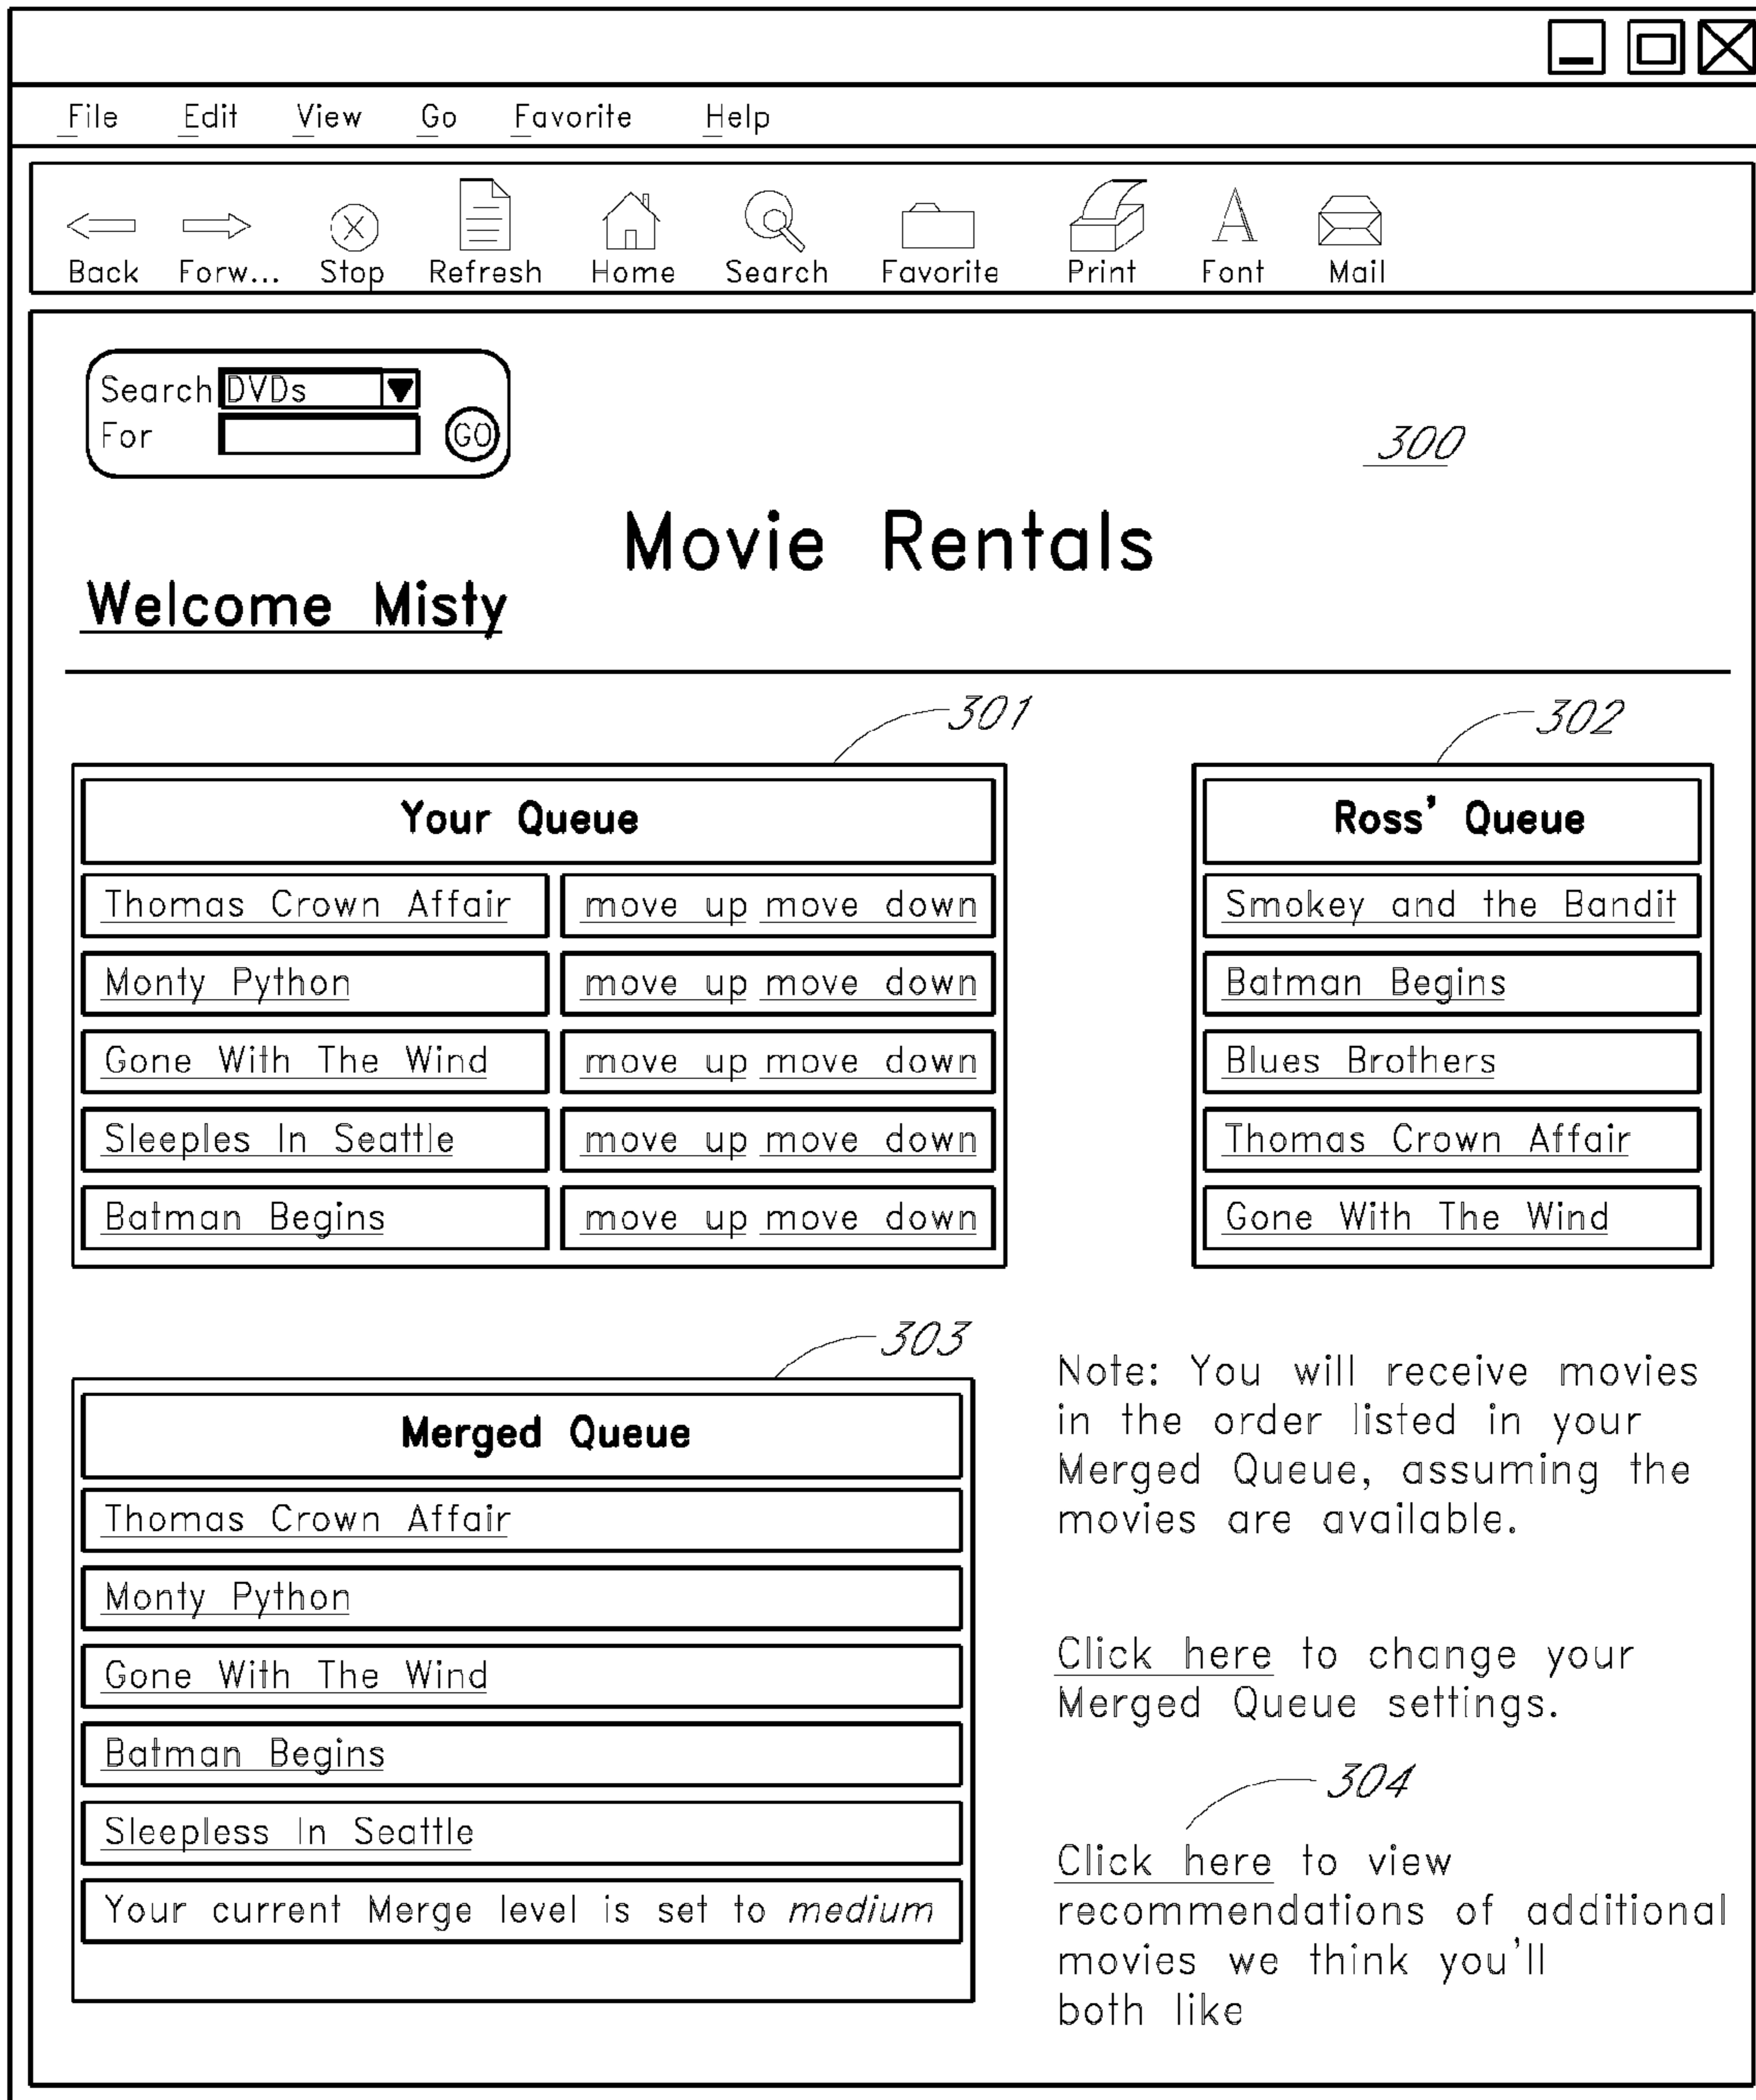 File Edit View Go Favorite Help
Back Forw... Stop Refresh Home Search Favorite Print Font Mail
Search DVDs
For GO
300
Movie Rentals
Welcome Misty
301
302
Your Queue
Thomas Crown Affair move up move down
Monty Python move up move down
Gone With The Wind move up move down
Sleeples In Seattle move up move down
Batman Begins move up move down
Ross' Queue
Smokey and the Bandit
Batman Begins
Blues Brothers
Thomas Crown Affair
Gone With The Wind
303
Merged Queue
Thomas Crown Affair
Monty Python
Gone With The Wind
Batman Begins
Sleepless In Seattle
Your current Merge level is set to medium
Note: You will receive movies
in the order listed in your
Merged Queue, assuming the
movies are available.
Click here to change your
Merged Queue settings.
304
Click here to view
recommendations of additional
movies we think you'll
both like